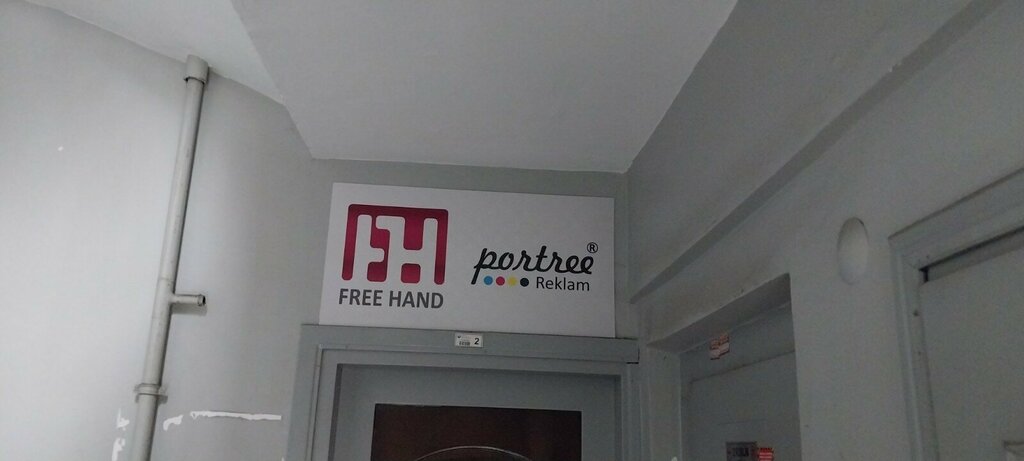 FREE HAND
portree®
Reklam
2